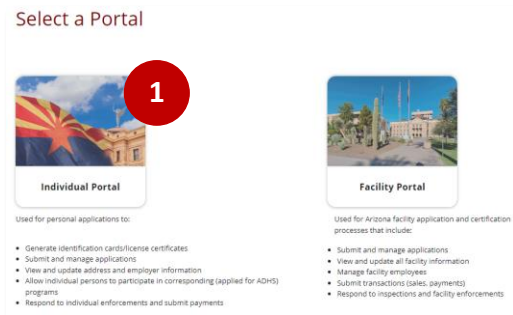 Select a Portal
1
Individual Portal
Used for personal applications to:
• Generate identification cards/license certificates
• Submit and manage applications
• View and update address and employer information
• Allow individual persons to participate in corresponding (applied for ADHS)
programs
• Respond to individual enforcements and submit payments
Facility Portal
Used for Arizona facility application and certification
processes that include:
• Submit and manage applications
• View and update all facility information
• Manage facility employees
• Submit transactions (sales, payments)
• Respond to inspections and facility enforcements